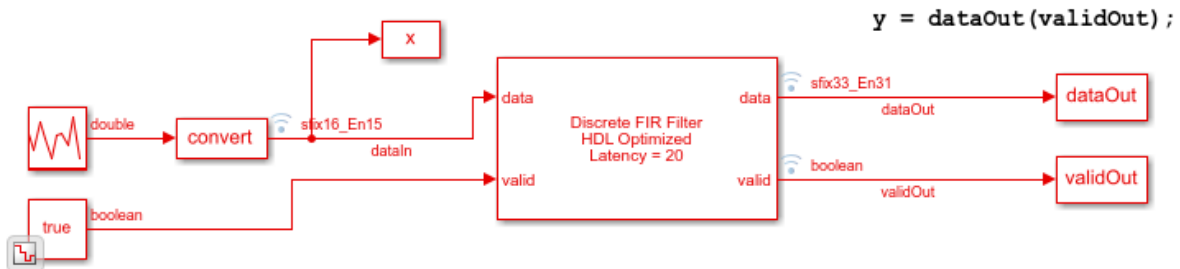 y = dataOut(validOut);
x
double
convert
sfix16_En15
dataIn
true
boolean
data
valid
Discrete FIR Filter
HDL Optimized
Latency = 20
data
valid
sfix33_En31
dataOut
dataOut
boolean
validOut
validOut